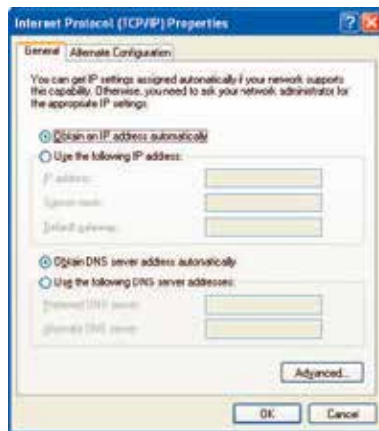 Internet Protocol (TCP/IP) Properties
General
Alternate Configuration
You can get IP settings assigned automatically if your network supports
this capability. Otherwise, you need to ask your network administrator for
the appropriate IP settings.
Obtain an IP address automatically
Use the following IP address:
IP address:
Subnet mask:
Default gateway:
Obtain DNS server address automatically
Use the following DNS server addresses:
Preferred DNS server:
Alternate DNS server:
Advanced...
OK
Cancel